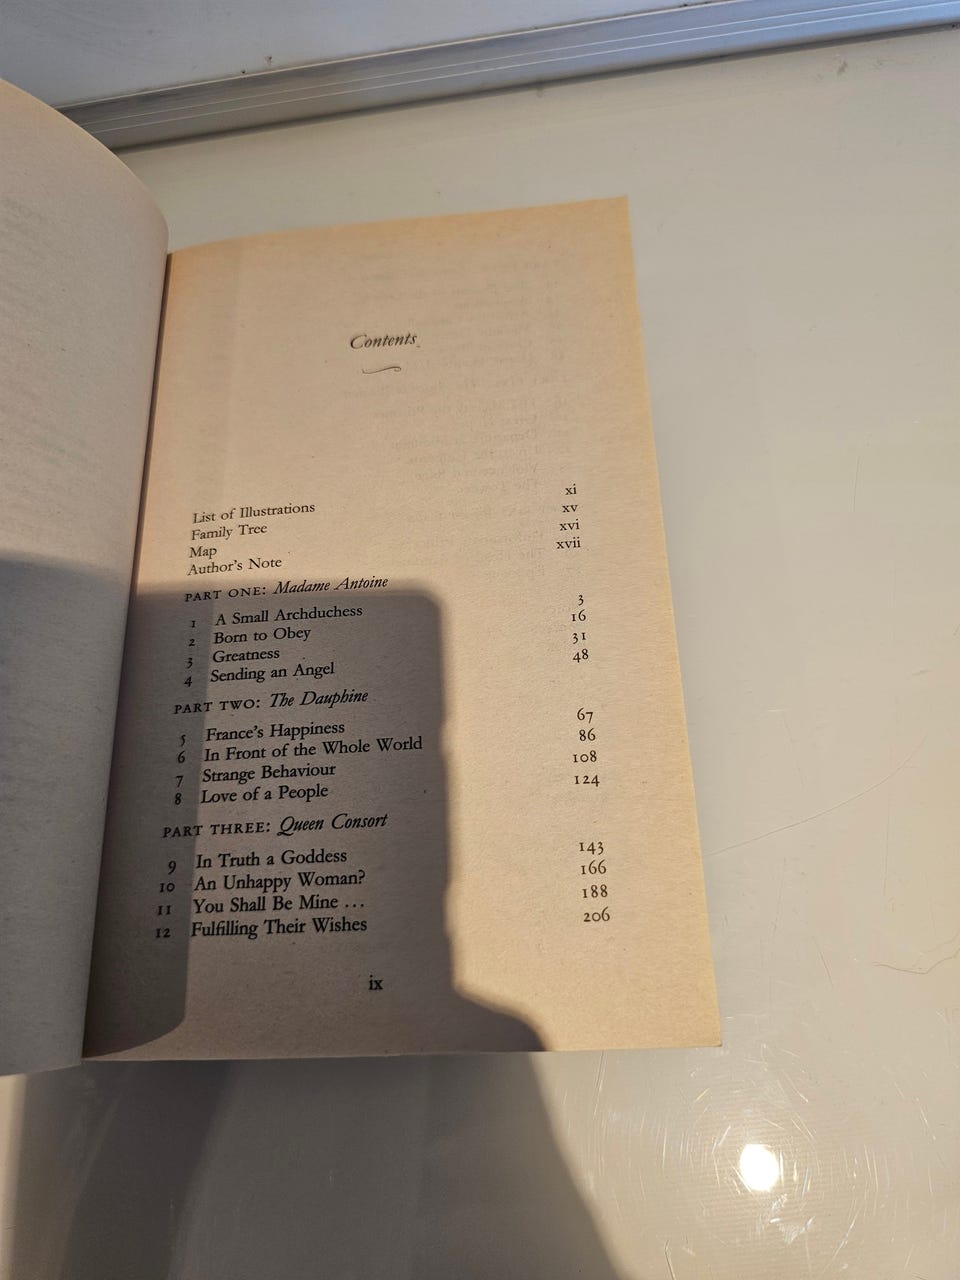 Contents
List of Illustrations xi
Family Tree xv
Map xvi
Author's Note xvii
PART ONE: Madame Antoine
1 A Small Archduchess 3
2 Born to Obey 16
3 Greatness 31
4 Sending an Angel 48
PART TWO: The Dauphine
5 France's Happiness 67
6 In Front of the Whole World 86
7 Strange Behaviour 108
8 Love of a People 124
PART THREE: Queen Consort
9 In Truth a Goddess 143
10 An Unhappy Woman? 166
11 You Shall Be Mine ... 188
12 Fulfilling Their Wishes 206
ix